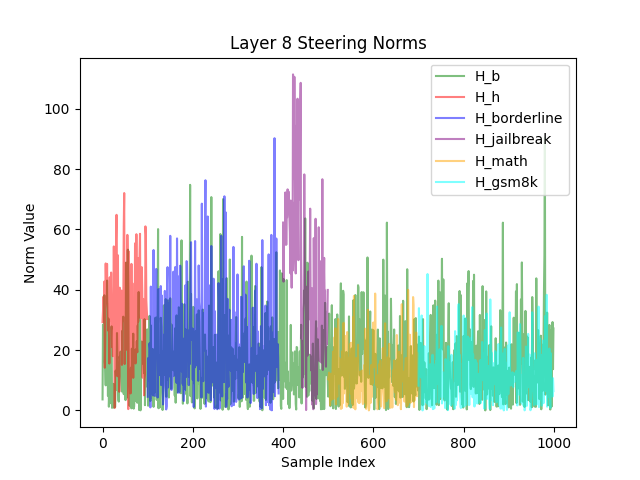 Layer 8 Steering Norms
Norm Value
100
80
60
40
20
0
0 200 400 600 800 1000
Sample Index
H_b
H_h
H_borderline
H_jailbreak
H_math
H_gsm8k